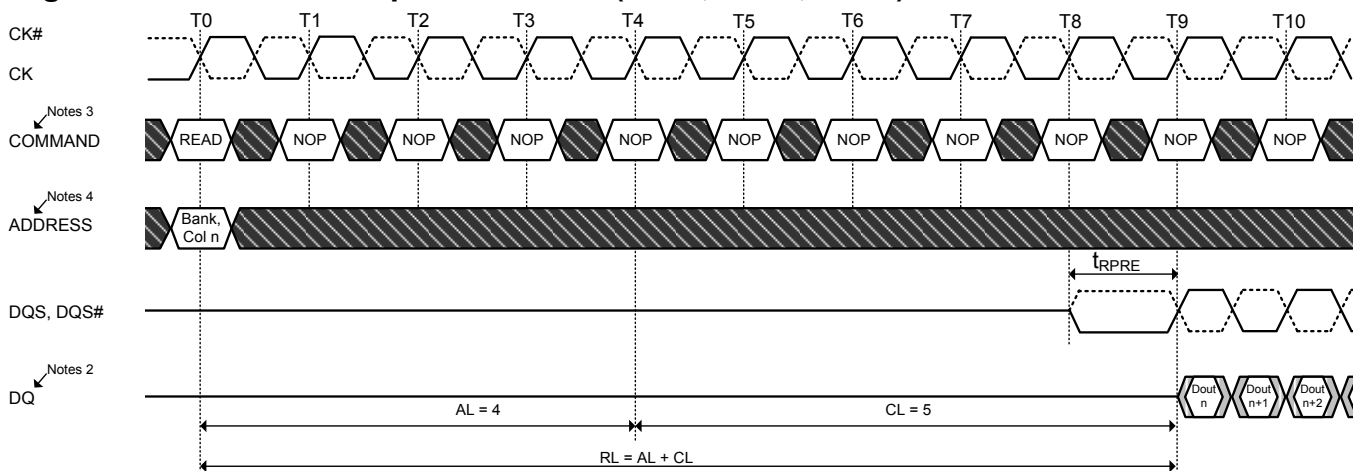 T0 T1 T2 T3 T4 T5 T6 T7 T8 T9 T10
CK#
CK
Notes 3
COMMAND
READ NOP NOP NOP NOP NOP NOP NOP NOP NOP NOP
Notes 4
ADDRESS
Bank,
Col n
tRPRE
DQS, DQS#
Notes 2
DQ
Dout
n
Dout
n+1
Dout
n+2
AL = 4
CL = 5
RL = AL + CL